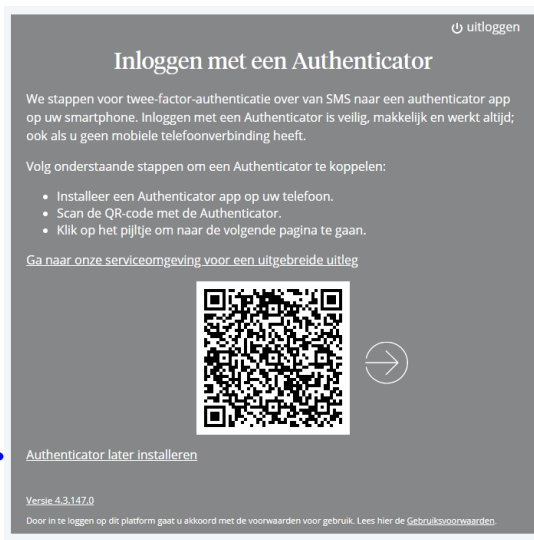 uitloggen
Inloggen met een Authenticator
We stappen voor twee-factor-authenticatie over van SMS naar een authenticator app
op uw smartphone. Inloggen met een Authenticator is veilig, makkelijk en werkt altijd;
ook als u geen mobiele telefoonverbinding heeft.
Volg onderstaande stappen om een Authenticator te koppelen:
• Installeer een Authenticator app op uw telefoon.
• Scan de QR-code met de Authenticator.
• Klik op het pijltje om naar de volgende pagina te gaan.
Ga naar onze serviceomgeving voor een uitgebreide uitleg
Authenticator later installeren
Versie 4.3.147.0
Door in te loggen op dit platform gaat u akkoord met de voorwaarden voor gebruik. Lees hier de Gebruiksvoorwaarden.